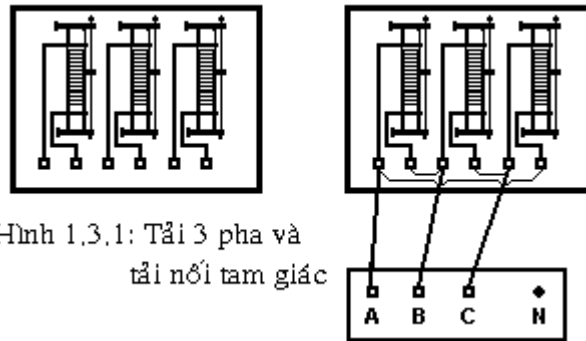 Hình 1.3.1: Tải 3 pha và
tải nối tam giác
A B C N